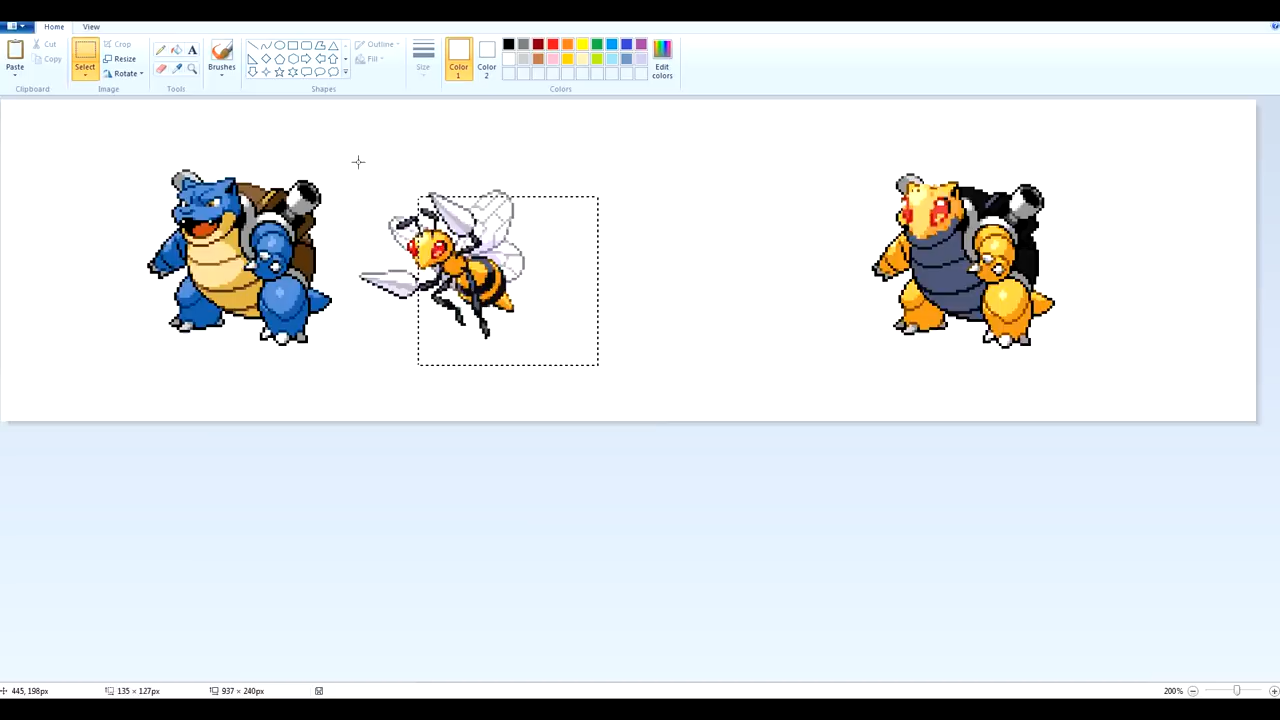 Home View
Paste
Cut
Copy
Clipboard
Select
Crop
Resize
Rotate
Image
A
Tools
Brushes
Outline
Fill
Shapes
Size
Color 1
Color 2
Edit colors
Colors
445, 198px 135 × 127px 937 × 240px 200%